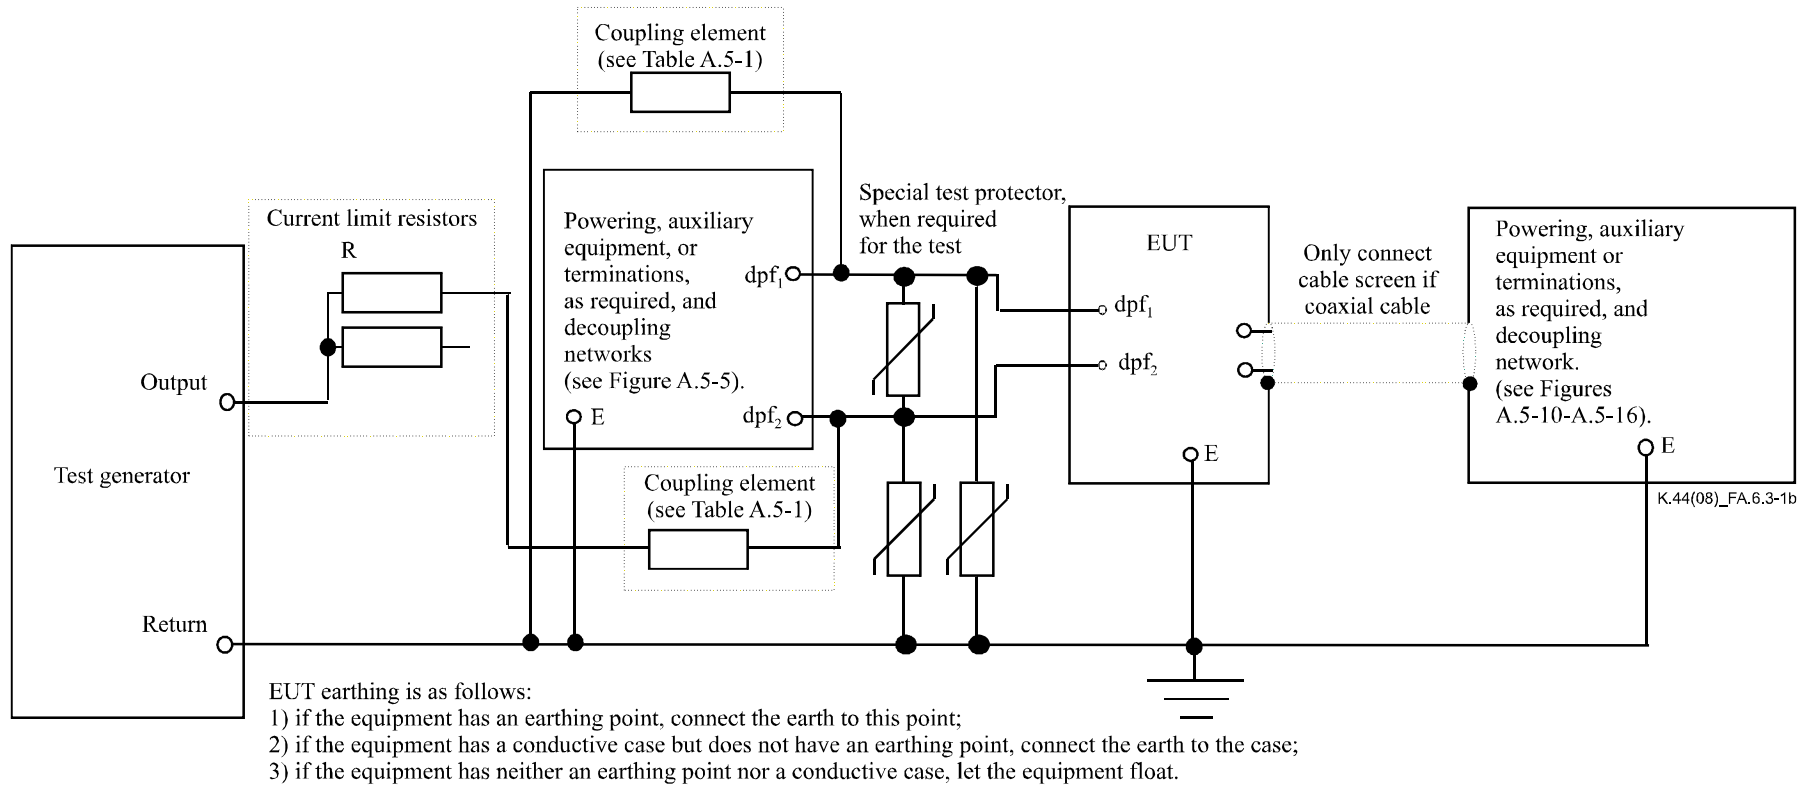 Coupling element
(see Table A.5-1)
Current limit resistors
R
Test generator
Output
Return
Powering, auxiliary
equipment, or
terminations,
as required, and
decoupling
networks
(see Figure A.5-5).
dpf1
dpf2
E
Coupling element
(see Table A.5-1)
Special test protector,
when required
for the test
EUT
dpf1
dpf2
E
Only connect
cable screen if
coaxial cable
Powering, auxiliary
equipment or
terminations,
as required, and
decoupling
network.
(see Figures
A.5-10-A.5-16).
E
K.44(08)_FA.6.3-1b
EUT earthing is as follows:
1) if the equipment has an earthing point, connect the earth to this point;
2) if the equipment has a conductive case but does not have an earthing point, connect the earth to the case;
3) if the equipment has neither an earthing point nor a conductive case, let the equipment float.